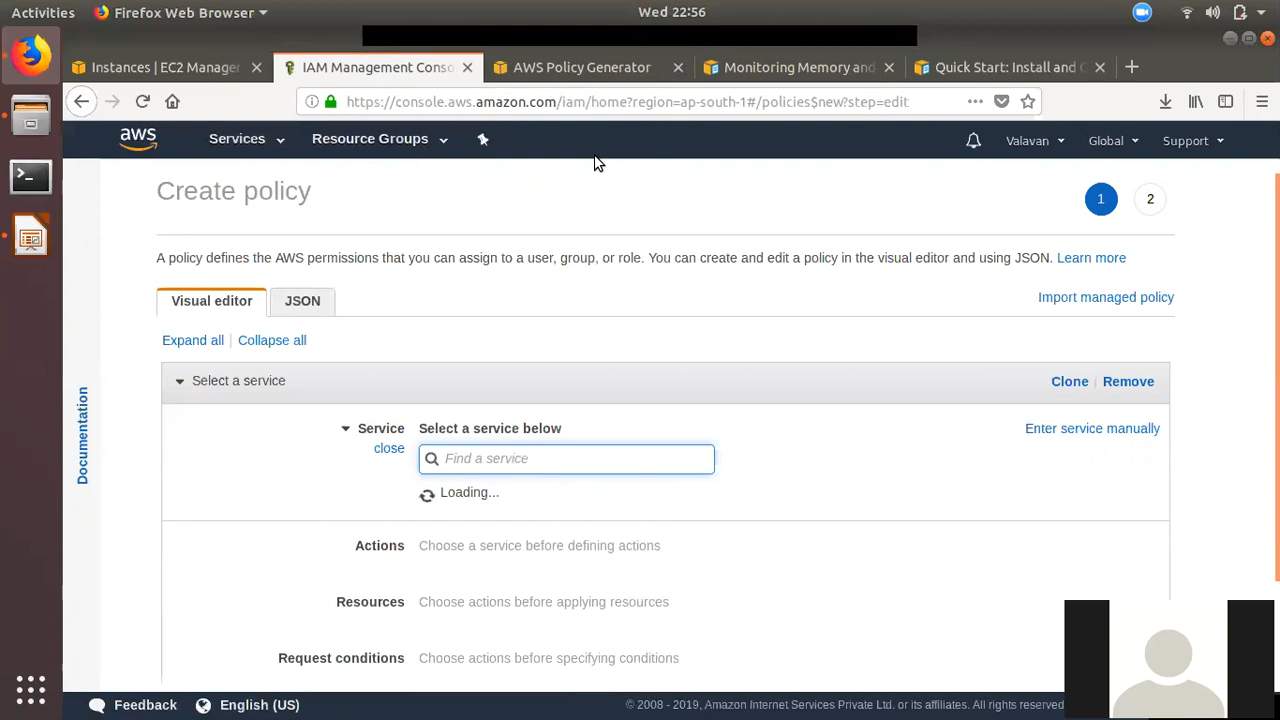 Activities
Firefox Web Browser
Wed 22:56
Instances | EC2 Manage
IAM Management Conso
AWS Policy Generator
Monitoring Memory and
Quick Start: Install and C
https://console.aws.amazon.com/iam/home?region=ap-south-1#/policies$new?step=edit
aws
Services
Resource Groups
Valavan
Global
Support
Create policy
1
2
A policy defines the AWS permissions that you can assign to a user, group, or role. You can create and edit a policy in the visual editor and using JSON. Learn more
Visual editor
JSON
Import managed policy
Expand all
Collapse all
Select a service
Clone
Remove
Service
Select a service below
Enter service manually
close
Find a service
Loading...
Actions
Choose a service before defining actions
Resources
Choose actions before applying resources
Request conditions
Choose actions before specifying conditions
Documentation
Feedback
English (US)
© 2008 - 2019, Amazon Internet Services Private Ltd. or its affiliates. All rights reserved